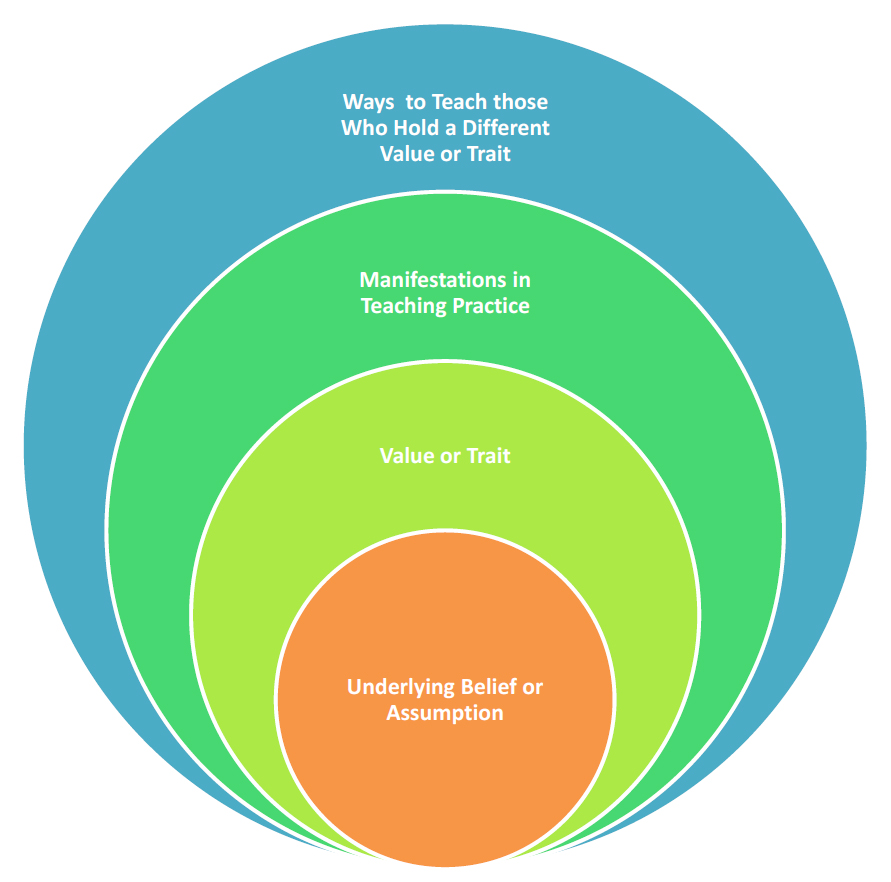 Ways  to Teach those
Who Hold a Different
Value or Trait
Manifestations in
Teaching Practice
Value or Trait
Underlying Belief or
Assumption